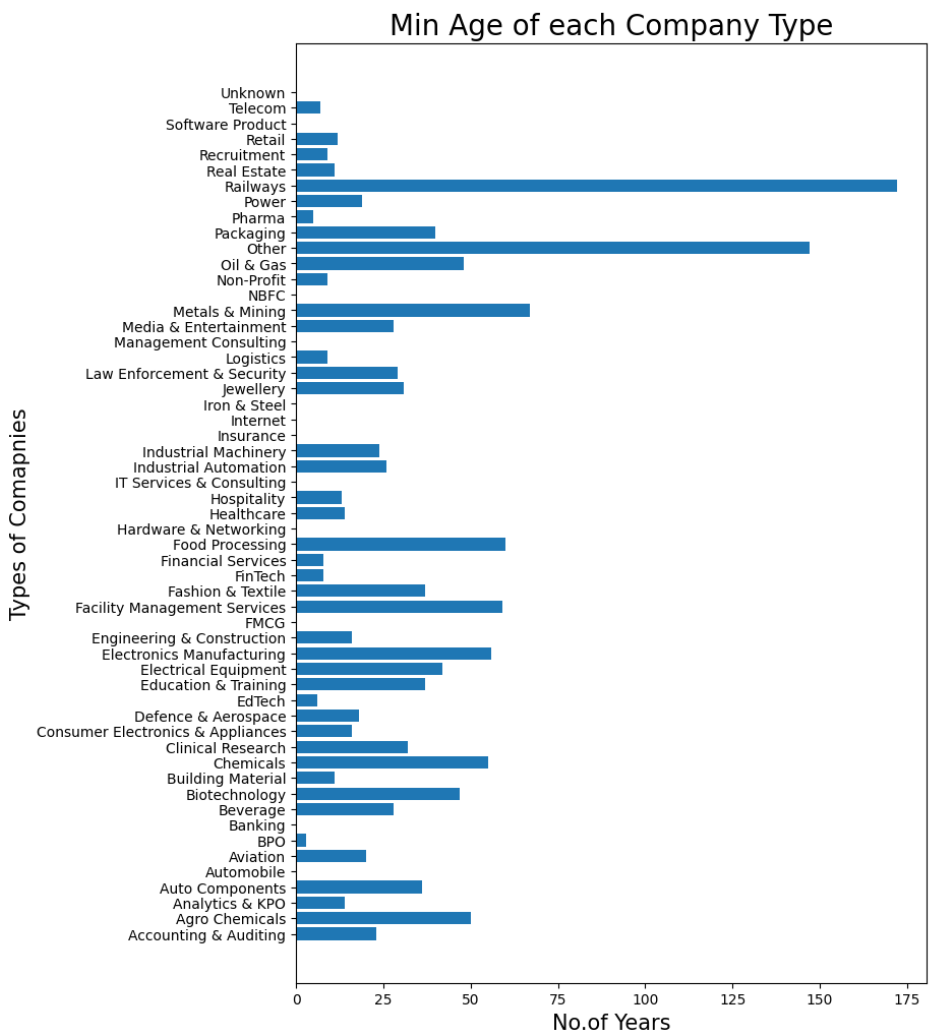 Min Age of each Company Type
Types of Comapnies
Unknown
Telecom
Software Product
Retail
Recruitment
Real Estate
Railways
Power
Pharma
Packaging
Other
Oil & Gas
Non-Profit
NBFC
Metals & Mining
Media & Entertainment
Management Consulting
Logistics
Law Enforcement & Security
Jewellery
Iron & Steel
Internet
Insurance
Industrial Machinery
Industrial Automation
IT Services & Consulting
Hospitality
Healthcare
Hardware & Networking
Food Processing
Financial Services
FinTech
Fashion & Textile
Facility Management Services
FMCG
Engineering & Construction
Electronics Manufacturing
Electrical Equipment
Education & Training
EdTech
Defence & Aerospace
Consumer Electronics & Appliances
Clinical Research
Chemicals
Building Material
Biotechnology
Beverage
Banking
BPO
Aviation
Automobile
Auto Components
Analytics & KPO
Agro Chemicals
Accounting & Auditing
0 25 50 75 100 125 150 175
No.of Years